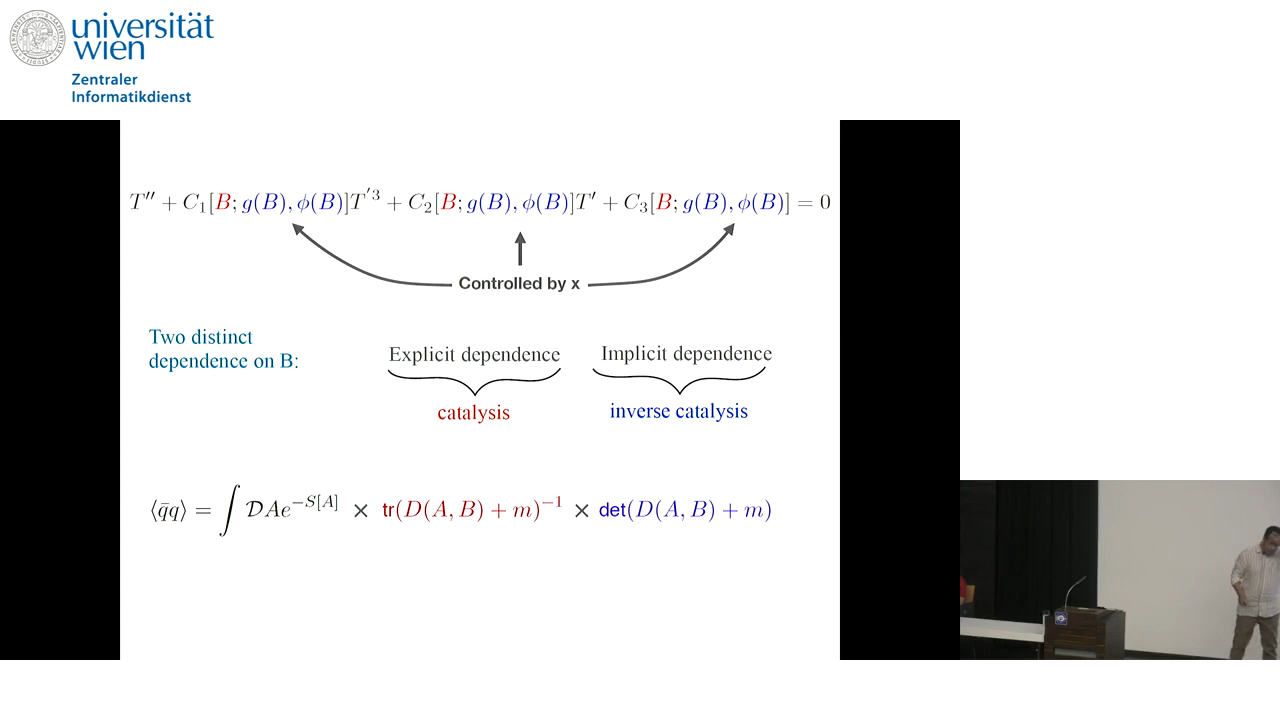 universität
wien
Zentraler
Informatikdienst
T′′ + C₁[B; g(B), φ(B)]T′³ + C₂[B; g(B), φ(B)]T′ + C₃[B; g(B), φ(B)] = 0
Controlled by x
Two distinct
dependence on B:
Explicit dependence
Implicit dependence
catalysis
inverse catalysis
⟨q̄q⟩ = ∫ 𝒟Ae^{−S[A]} × tr(D(A, B) + m)⁻¹ × det(D(A, B) + m)